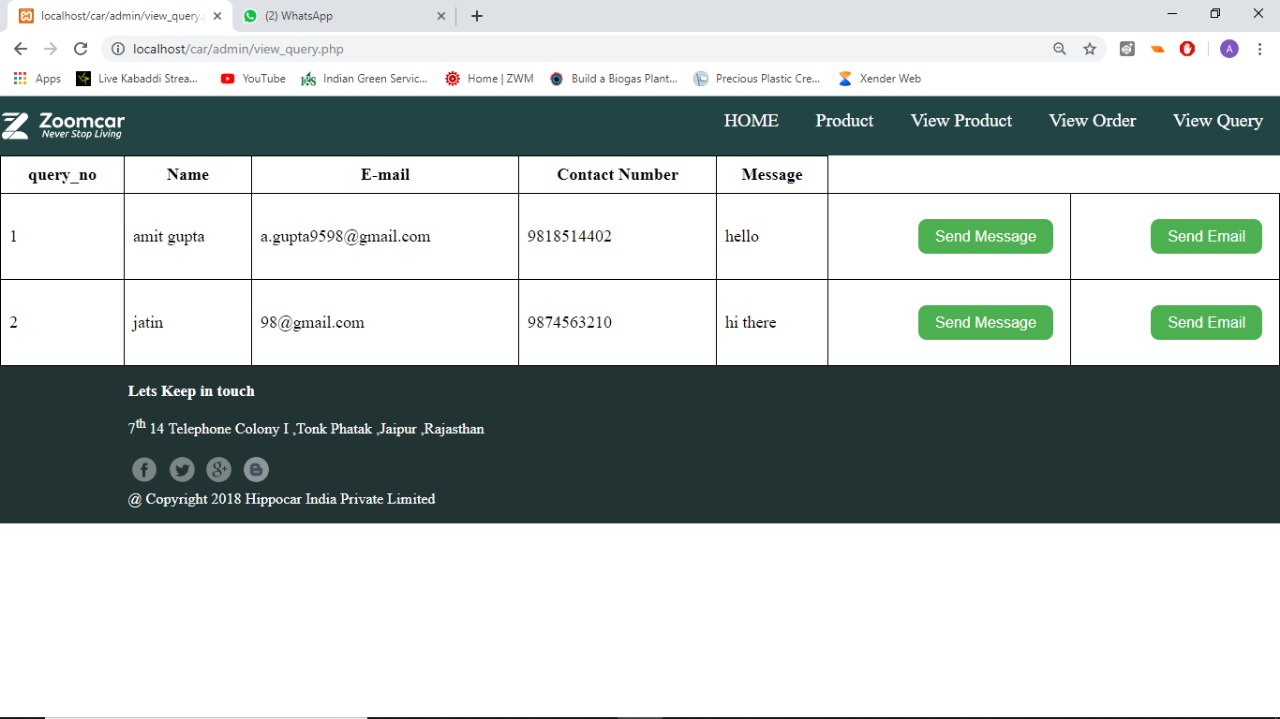 localhost/car/admin/view_query.
(2) WhatsApp
localhost/car/admin/view_query.php
A
Apps
Live Kabaddi Strea...
YouTube
Indian Green Servic...
Home | ZWM
Build a Biogas Plant...
Precious Plastic Cre...
Xender Web
Zoomcar
Never Stop Living
HOME Product View Product View Order View Query
query_no Name E-mail Contact Number Message
1 amit gupta a.gupta9598@gmail.com 9818514402 hello Send Message Send Email
2 jatin 98@gmail.com 9874563210 hi there Send Message Send Email
Lets Keep in touch
7th 14 Telephone Colony I ,Tonk Phatak ,Jaipur ,Rajasthan
@ Copyright 2018 Hippocar India Private Limited